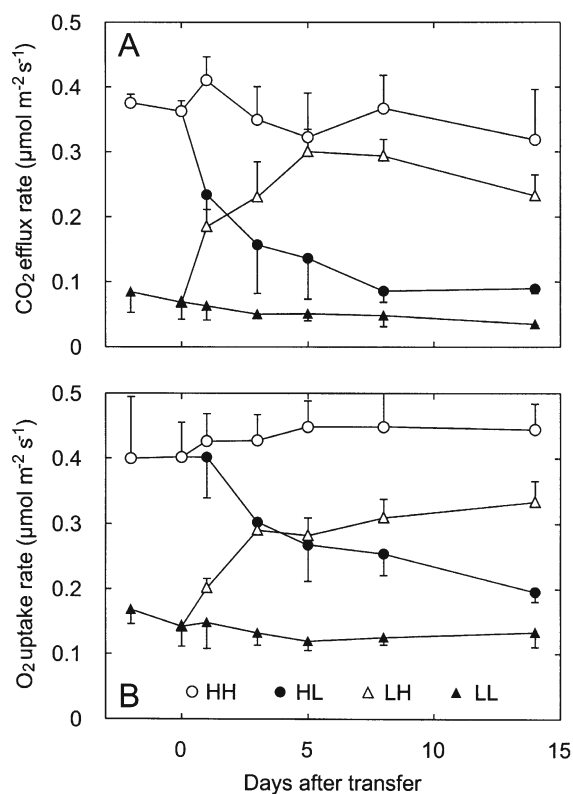 0.5
A
0.4
0.3
0.2
0.1
0
CO₂ efflux rate (μmol m⁻² s⁻¹)
0.5
0.4
0.3
0.2
0.1
0
O₂ uptake rate (μmol m⁻² s⁻¹)
B ○ HH ● HL △ LH ▲ LL
0 5 10 15
Days after transfer